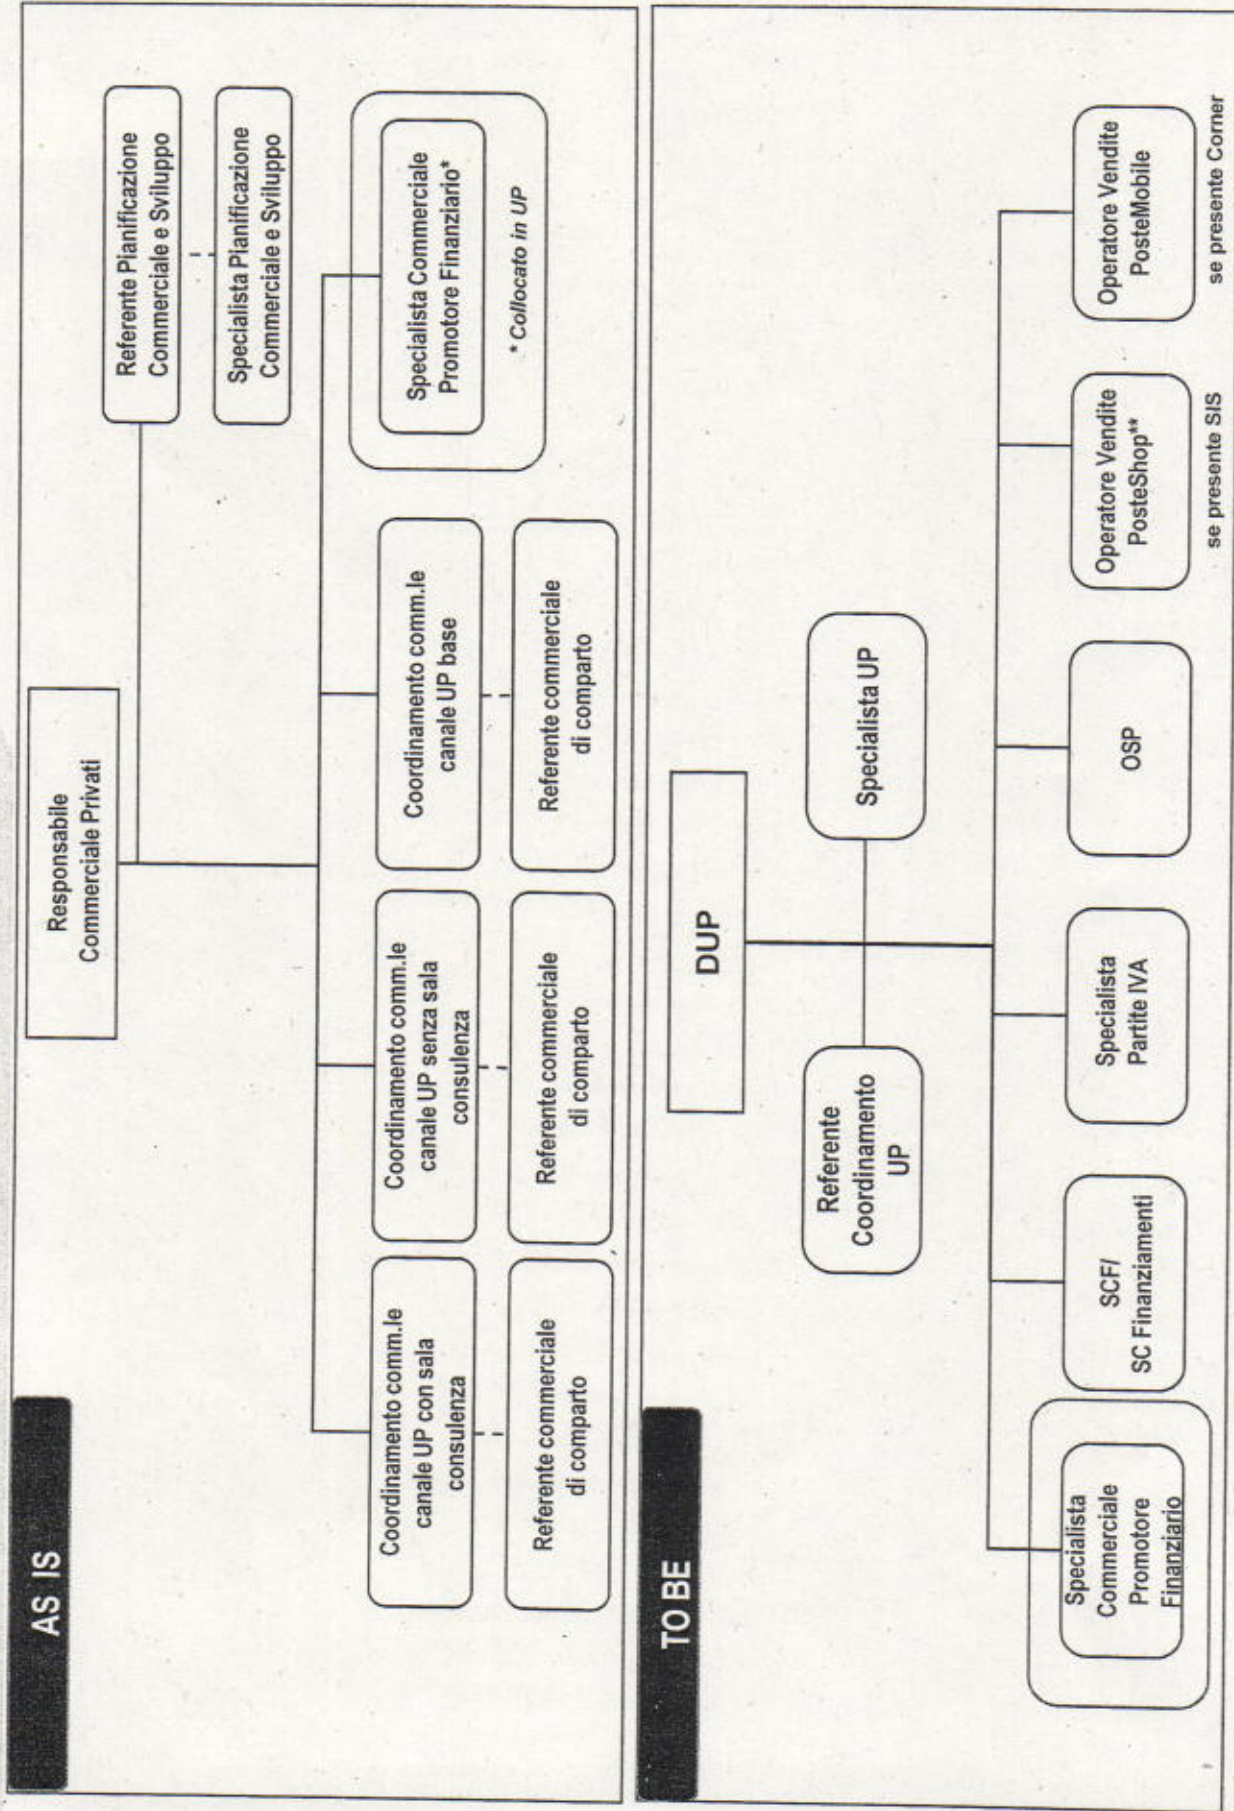 AS IS
Responsabile
Commerciale Privati
Referente Pianificazione
Commerciale e Sviluppo
Specialista Pianificazione
Commerciale e Sviluppo
Coordinamento comm.le
canale UP con sala
consulenza
Coordinamento comm.le
canale UP senza sala
consulenza
Coordinamento comm.le
canale UP base
Specialista Commerciale
Promotore Finanziario*
* Collocato in UP
Referente commerciale
di comparto
Referente commerciale
di comparto
Referente commerciale
di comparto
TO BE
DUP
Referente
Coordinamento
UP
Specialista UP
Specialista
Commerciale
Promotore
Finanziario
SCF/
SC Finanziamenti
Specialista
Partite IVA
OSP
Operatore Vendite
PosteShop**
Operatore Vendite
PosteMobile
se presente SIS
se presente Corner